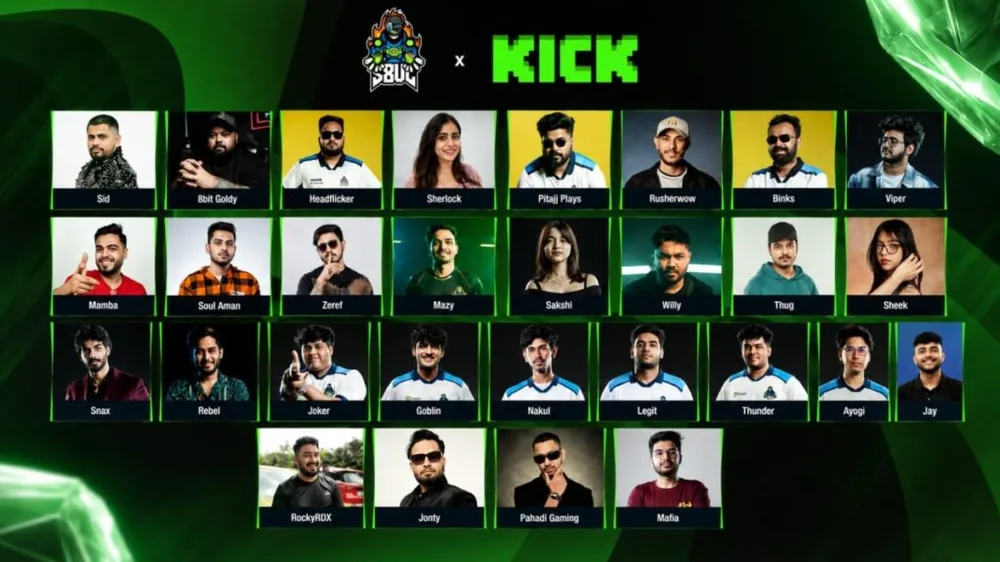 S8UL
x
KICK
Sid
8bit Goldy
Headflicker
Sherlock
Pitajj Plays
Rusherwow
Binks
Viper
Mamba
Soul Aman
Zeref
Mazy
Sakshi
Willy
Thug
Sheek
Snax
Rebel
Joker
Goblin
Nakul
Legit
Thunder
Ayogi
Jay
RockyRDX
Jonty
Pahadi Gaming
Mafia